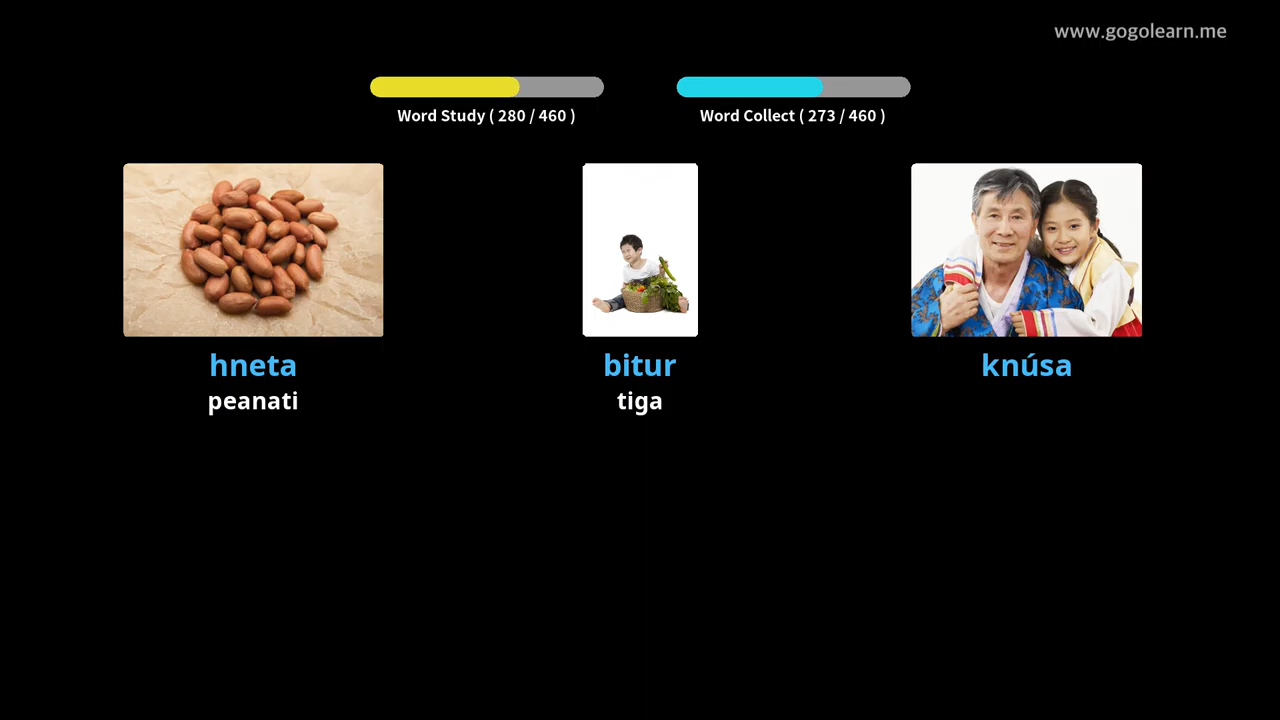 www.gogolearn.me
Word Study ( 280 / 460 )
Word Collect ( 273 / 460 )
hneta
peanati
bitur
tiga
knúsa